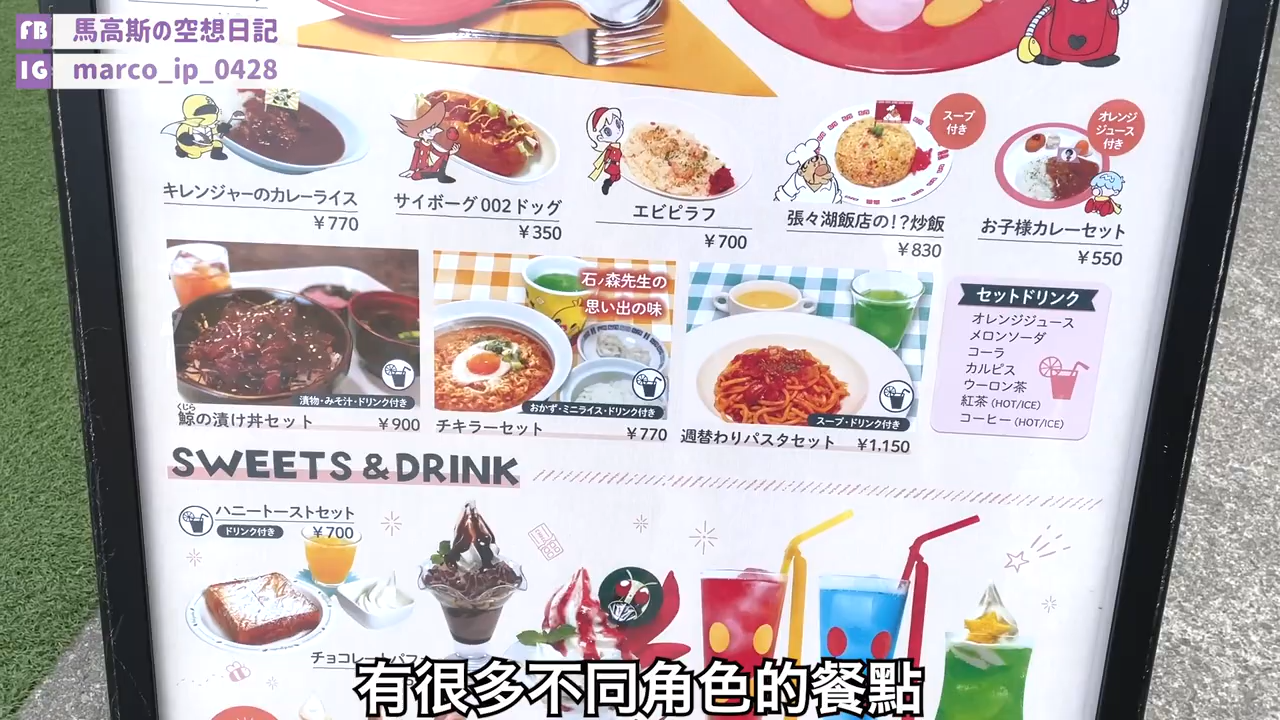 FB 馬高斯の空想日記
IG marco_ip_0428
スープ
付き
オレンジ
ジュース
付き
キレンジャーのカレーライス
¥770
サイボーグ002ドッグ
¥350
エビピラフ
¥700
張々湖飯店の!?炒飯
¥830
お子様カレーセット
¥550
漬物・みそ汁・ドリンク付き
くじら
鯨の漬け丼セット ¥900
石ノ森先生の
思い出の味
おかず・ミニライス・ドリンク付き
チキラーセット ¥770
スープ・ドリンク付き
週替わりパスタセット ¥1,150
セットドリンク
オレンジジュース
メロンソーダ
コーラ
カルピス
ウーロン茶
紅茶(HOT/ICE)
コーヒー(HOT/ICE)
SWEETS & DRINK
ハニートーストセット
ドリンク付き ¥700
チョコレートパフ
有很多不同角色的餐點